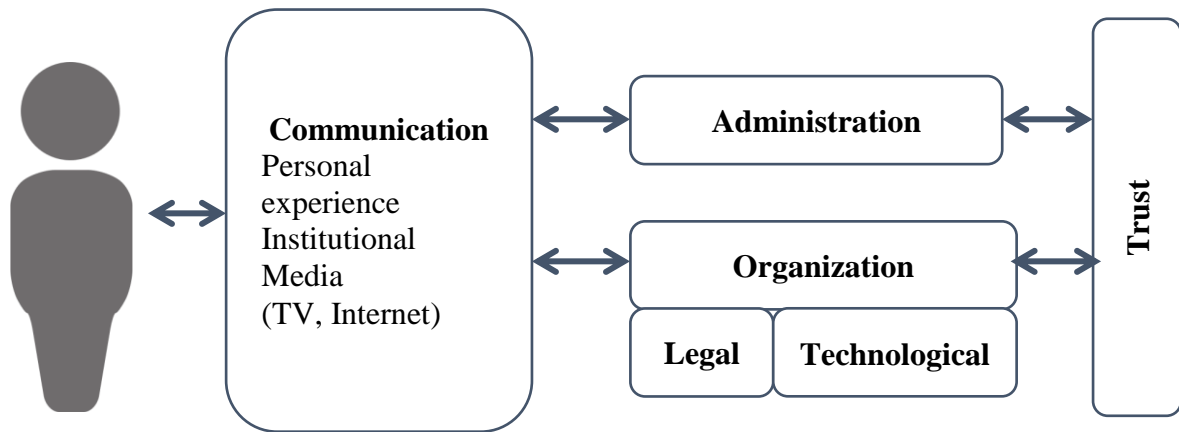 Communication
Personal
experience
Institutional
Media
(TV, Internet)
Administration
Organization
Legal
Technological
Trust